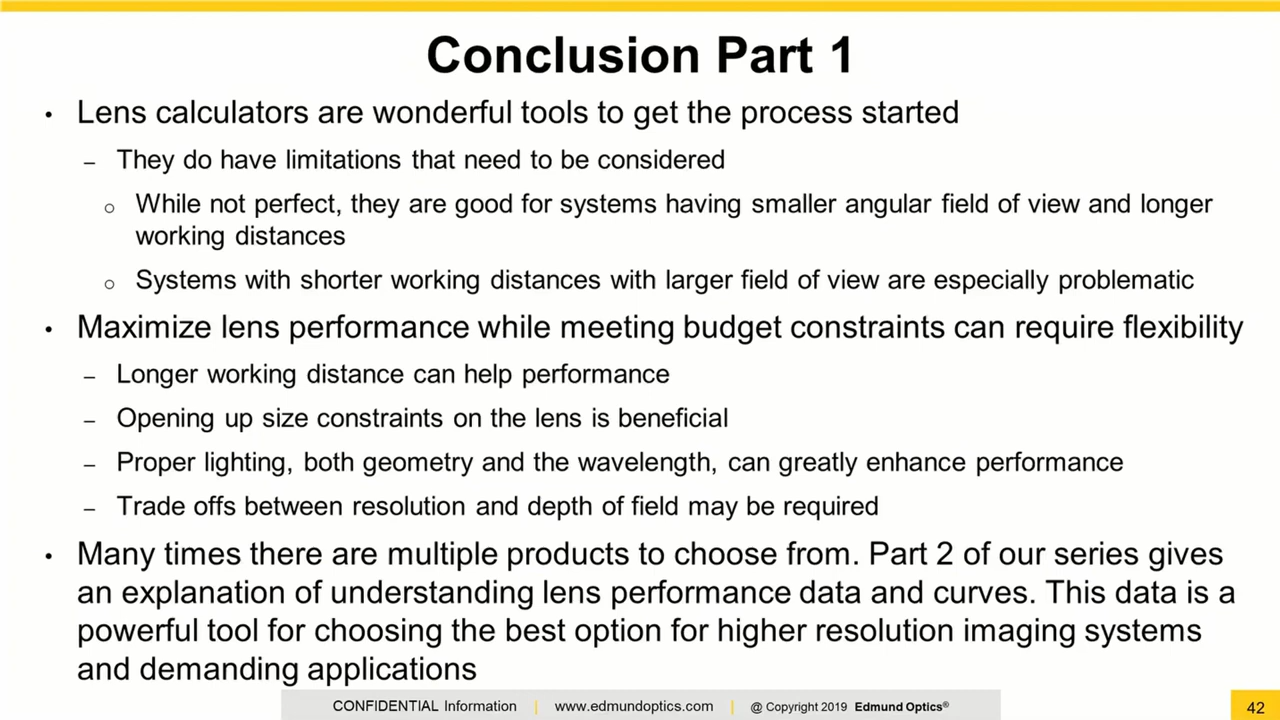 Conclusion Part 1
• Lens calculators are wonderful tools to get the process started
– They do have limitations that need to be considered
o While not perfect, they are good for systems having smaller angular field of view and longer
working distances
o Systems with shorter working distances with larger field of view are especially problematic
• Maximize lens performance while meeting budget constraints can require flexibility
– Longer working distance can help performance
– Opening up size constraints on the lens is beneficial
– Proper lighting, both geometry and the wavelength, can greatly enhance performance
– Trade offs between resolution and depth of field may be required
• Many times there are multiple products to choose from. Part 2 of our series gives
an explanation of understanding lens performance data and curves. This data is a
powerful tool for choosing the best option for higher resolution imaging systems
and demanding applications
CONFIDENTIAL Information | www.edmundoptics.com | @ Copyright 2019 Edmund Optics® 42